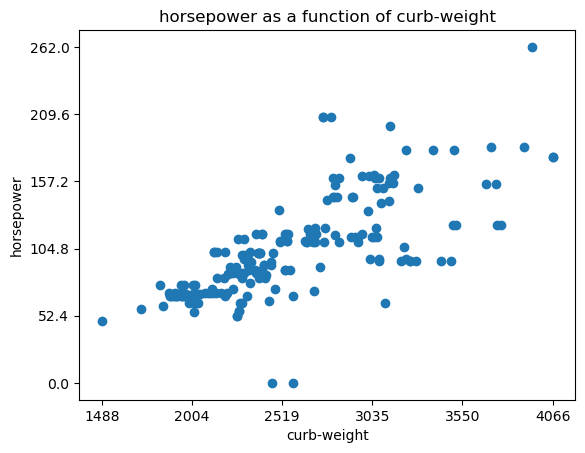 horsepower as a function of curb-weight
262.0
209.6
157.2
104.8
52.4
0.0
horsepower
1488 2004 2519 3035 3550 4066
curb-weight